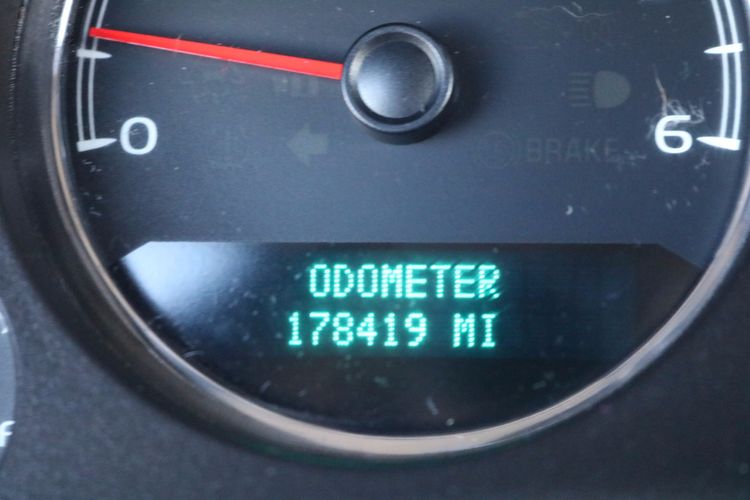 0
6
BRAKE
ODOMETER
178419 MI